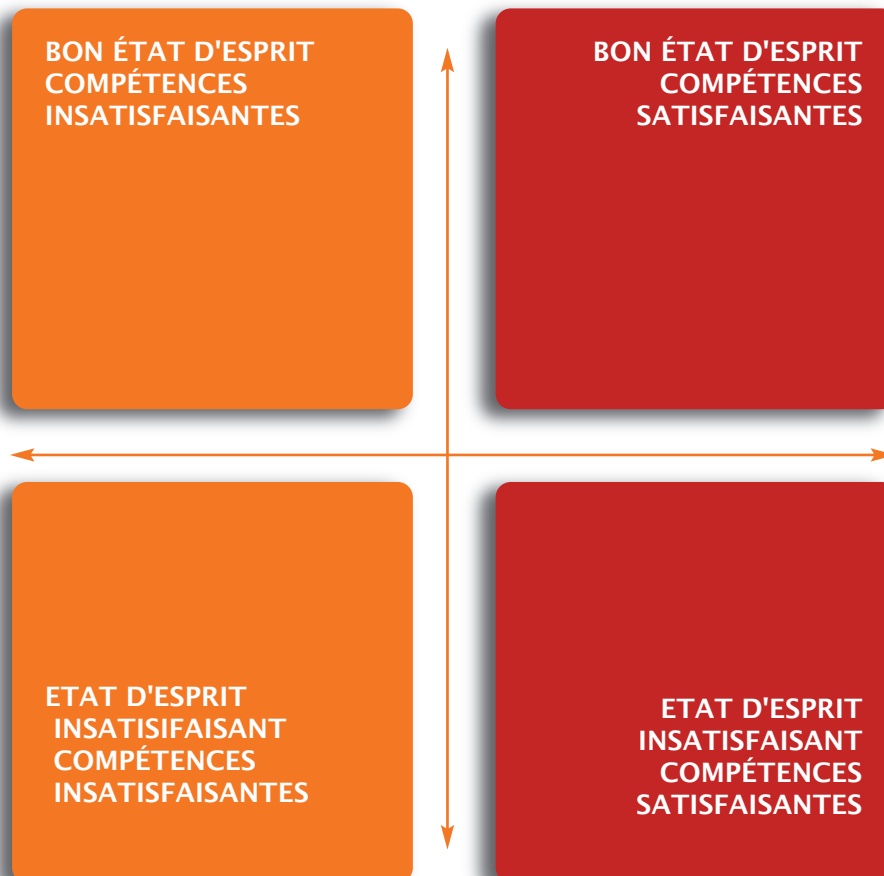 BON ÉTAT D'ESPRIT
COMPÉTENCES
INSATISFAISANTES
BON ÉTAT D'ESPRIT
COMPÉTENCES
SATISFAISANTES
ETAT D'ESPRIT
INSATISIFAISANT
COMPÉTENCES
INSATISFAISANTES
ETAT D'ESPRIT
INSATISFAISANT
COMPÉTENCES
SATISFAISANTES